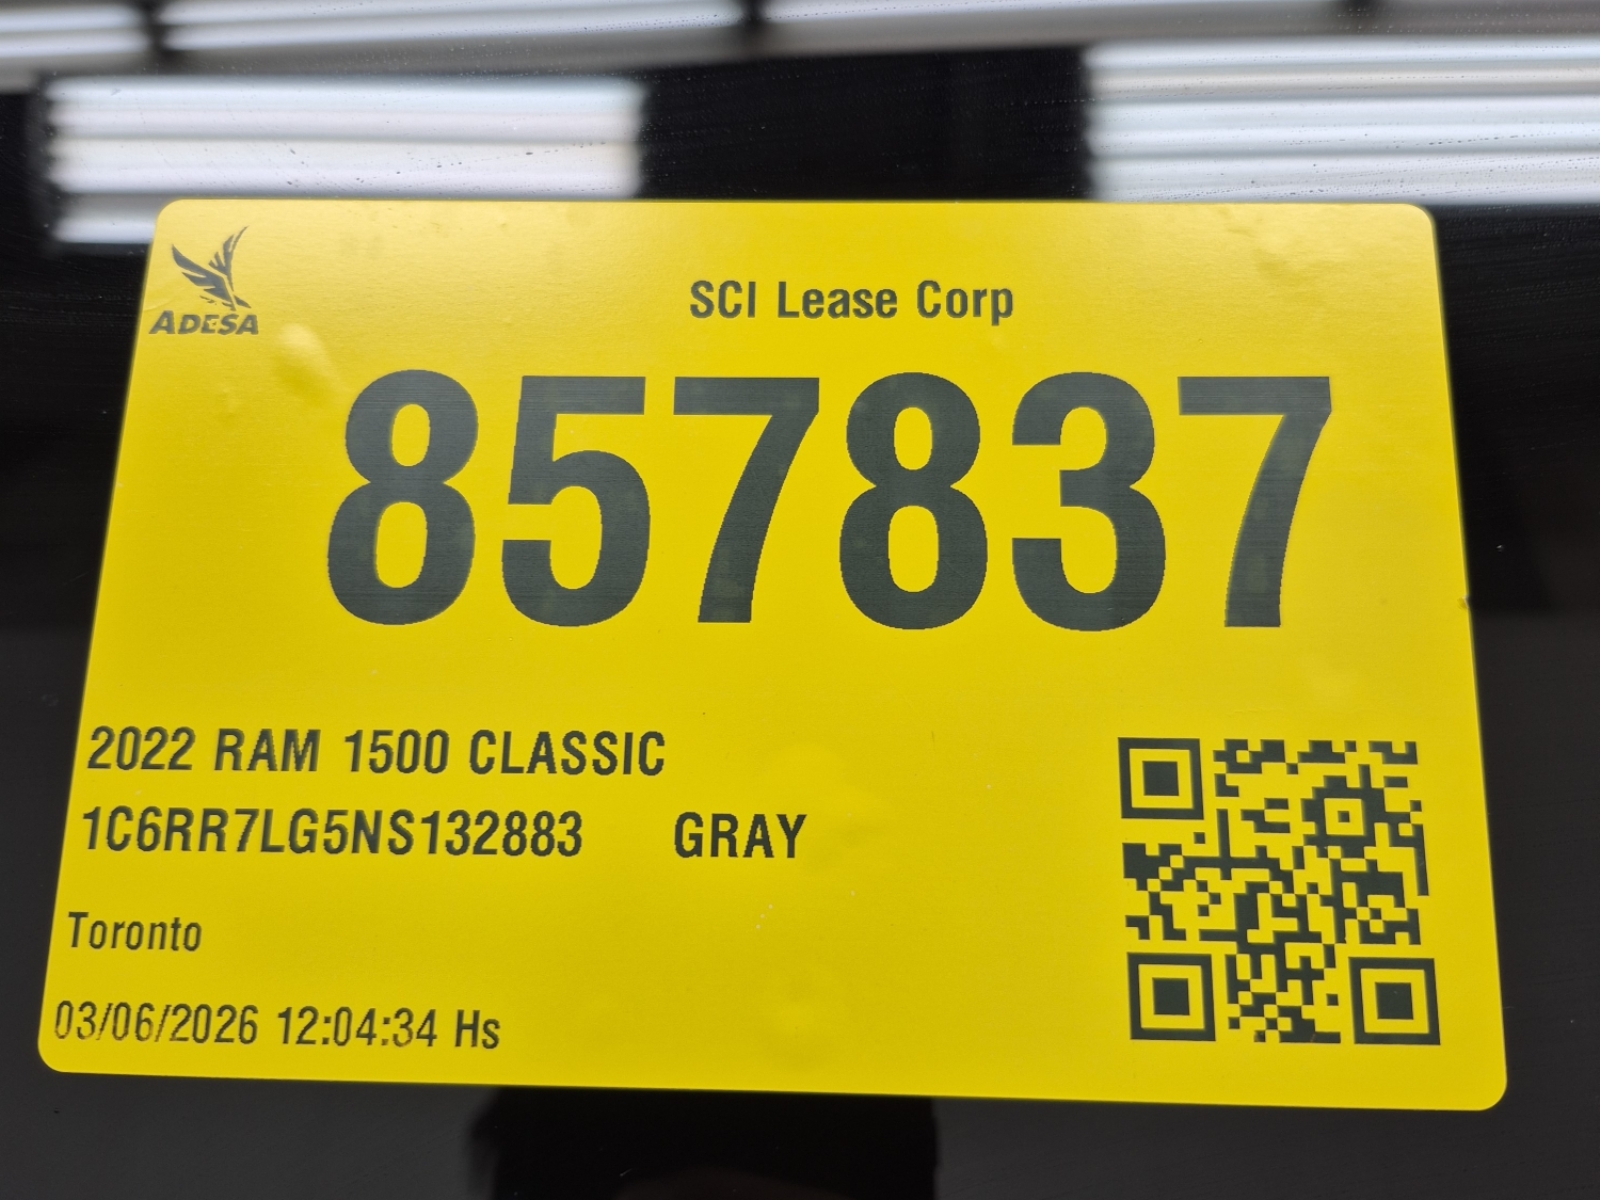 ADESA
SCI Lease Corp
857837
2022 RAM 1500 CLASSIC
1C6RR7LG5NS132883 GRAY
Toronto
03/06/2026 12:04:34 Hs